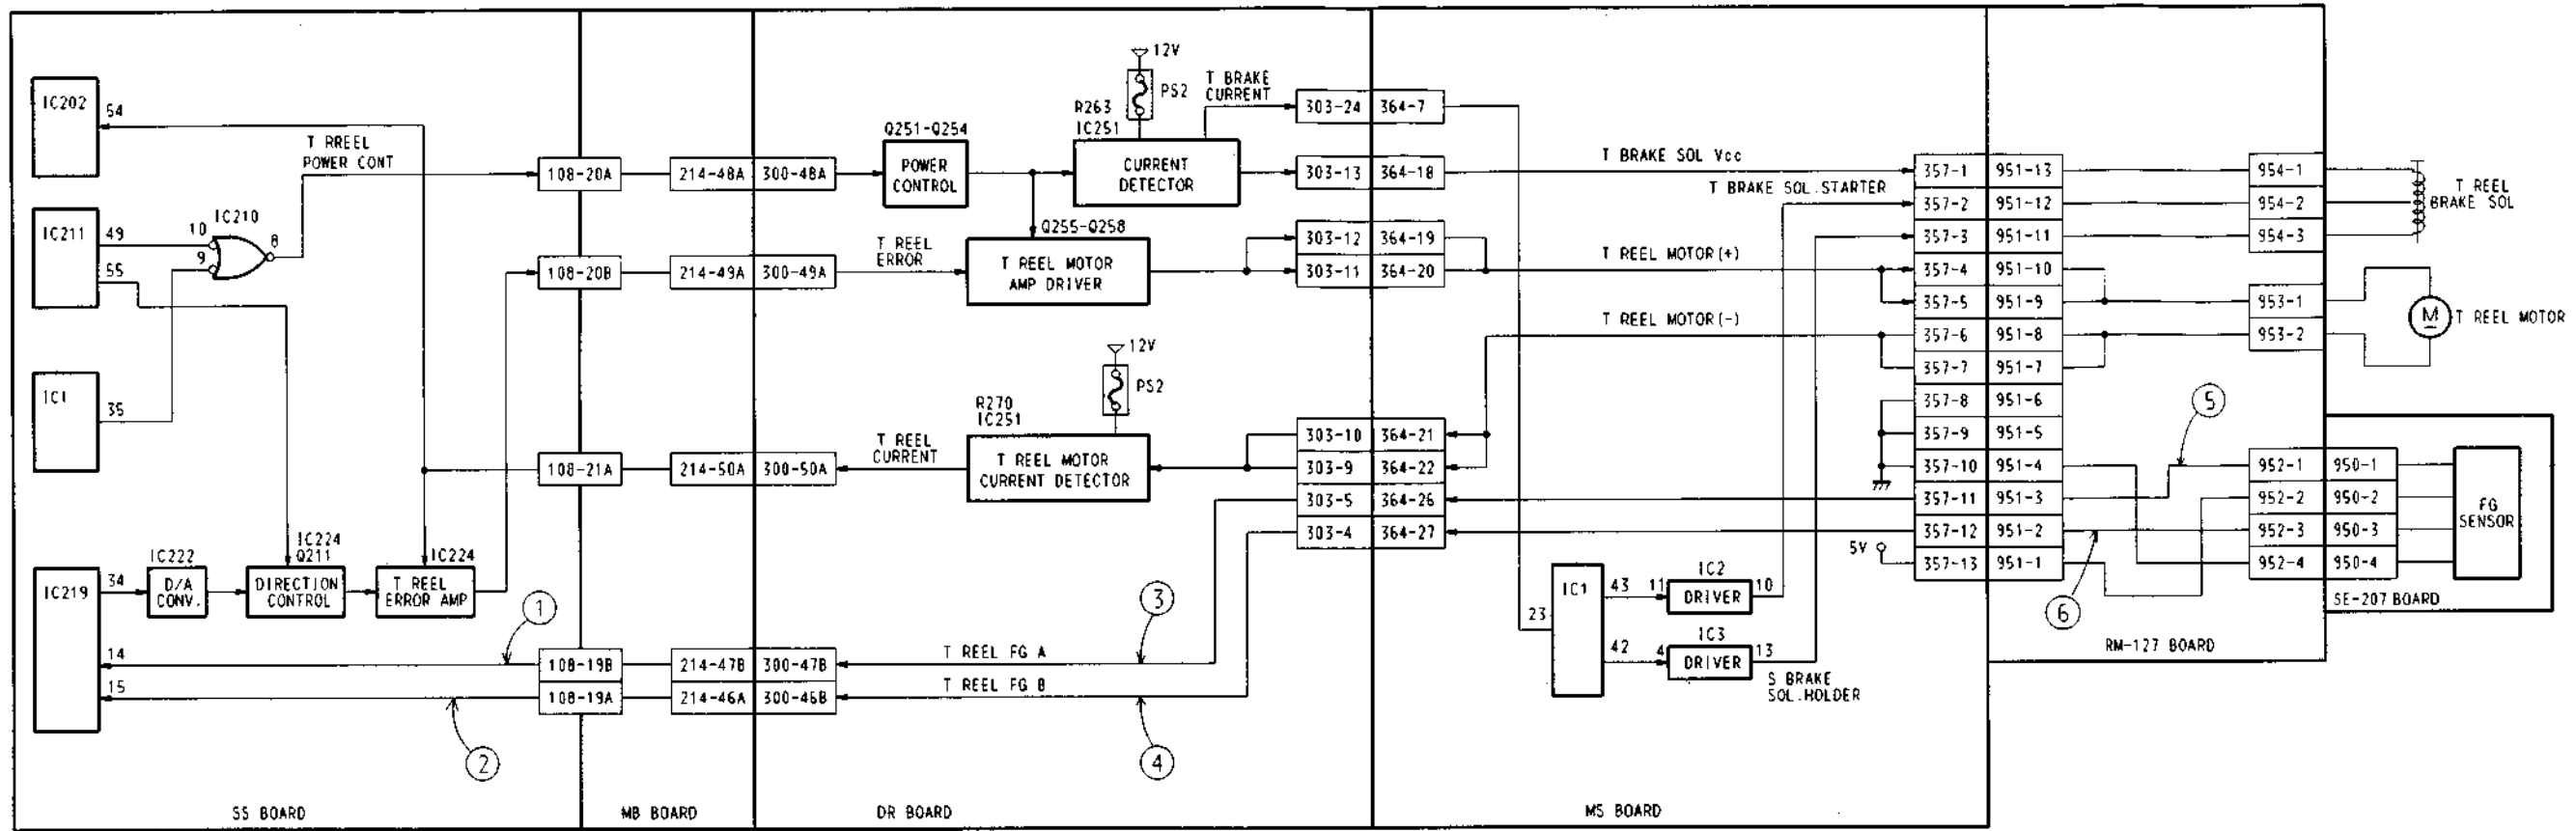 IC202
54
T RREEL
POWER CONT
IC211
49
55
10
9
IC210
8
IC1
35
IC219
34
14
15
IC222
D/A
CONV.
IC224
Q211
DIRECTION
CONTROL
IC224
T REEL
ERROR AMP
1
2
SS BOARD
108-20A
108-20B
108-21A
108-19B
108-19A
MB BOARD
214-48A
300-48A
214-49A
300-49A
214-50A
300-50A
214-47B
300-47B
214-46A
300-46B
Q251-Q254
POWER
CONTROL
12V
PS2
R263
IC251
CURRENT
DETECTOR
T BRAKE
CURRENT
T REEL
ERROR
Q255-Q258
T REEL MOTOR
AMP DRIVER
12V
PS2
R270
IC251
T REEL MOTOR
CURRENT DETECTOR
T REEL
CURRENT
T REEL FG A
T REEL FG B
3
4
DR BOARD
303-24
364-7
303-13
364-18
303-12
364-19
303-11
364-20
303-10
364-21
303-9
364-22
303-5
364-26
303-4
364-27
T BRAKE SOL Vcc
T BRAKE SOL.STARTER
T REEL MOTOR(+)
T REEL MOTOR(-)
IC1
23
43
42
11
IC2
DRIVER
10
4
IC3
DRIVER
13
S BRAKE
SOL.HOLDER
5V
MS BOARD
357-1
951-13
357-2
951-12
357-3
951-11
357-4
951-10
357-5
951-9
357-6
951-8
357-7
951-7
357-8
951-6
357-9
951-5
357-10
951-4
357-11
951-3
357-12
951-2
357-13
951-1
5
6
RM-127 BOARD
954-1
954-2
954-3
T REEL
BRAKE SOL
953-1
953-2
M
T REEL MOTOR
952-1
950-1
952-2
950-2
952-3
950-3
952-4
950-4
FG
SENSOR
SE-207 BOARD